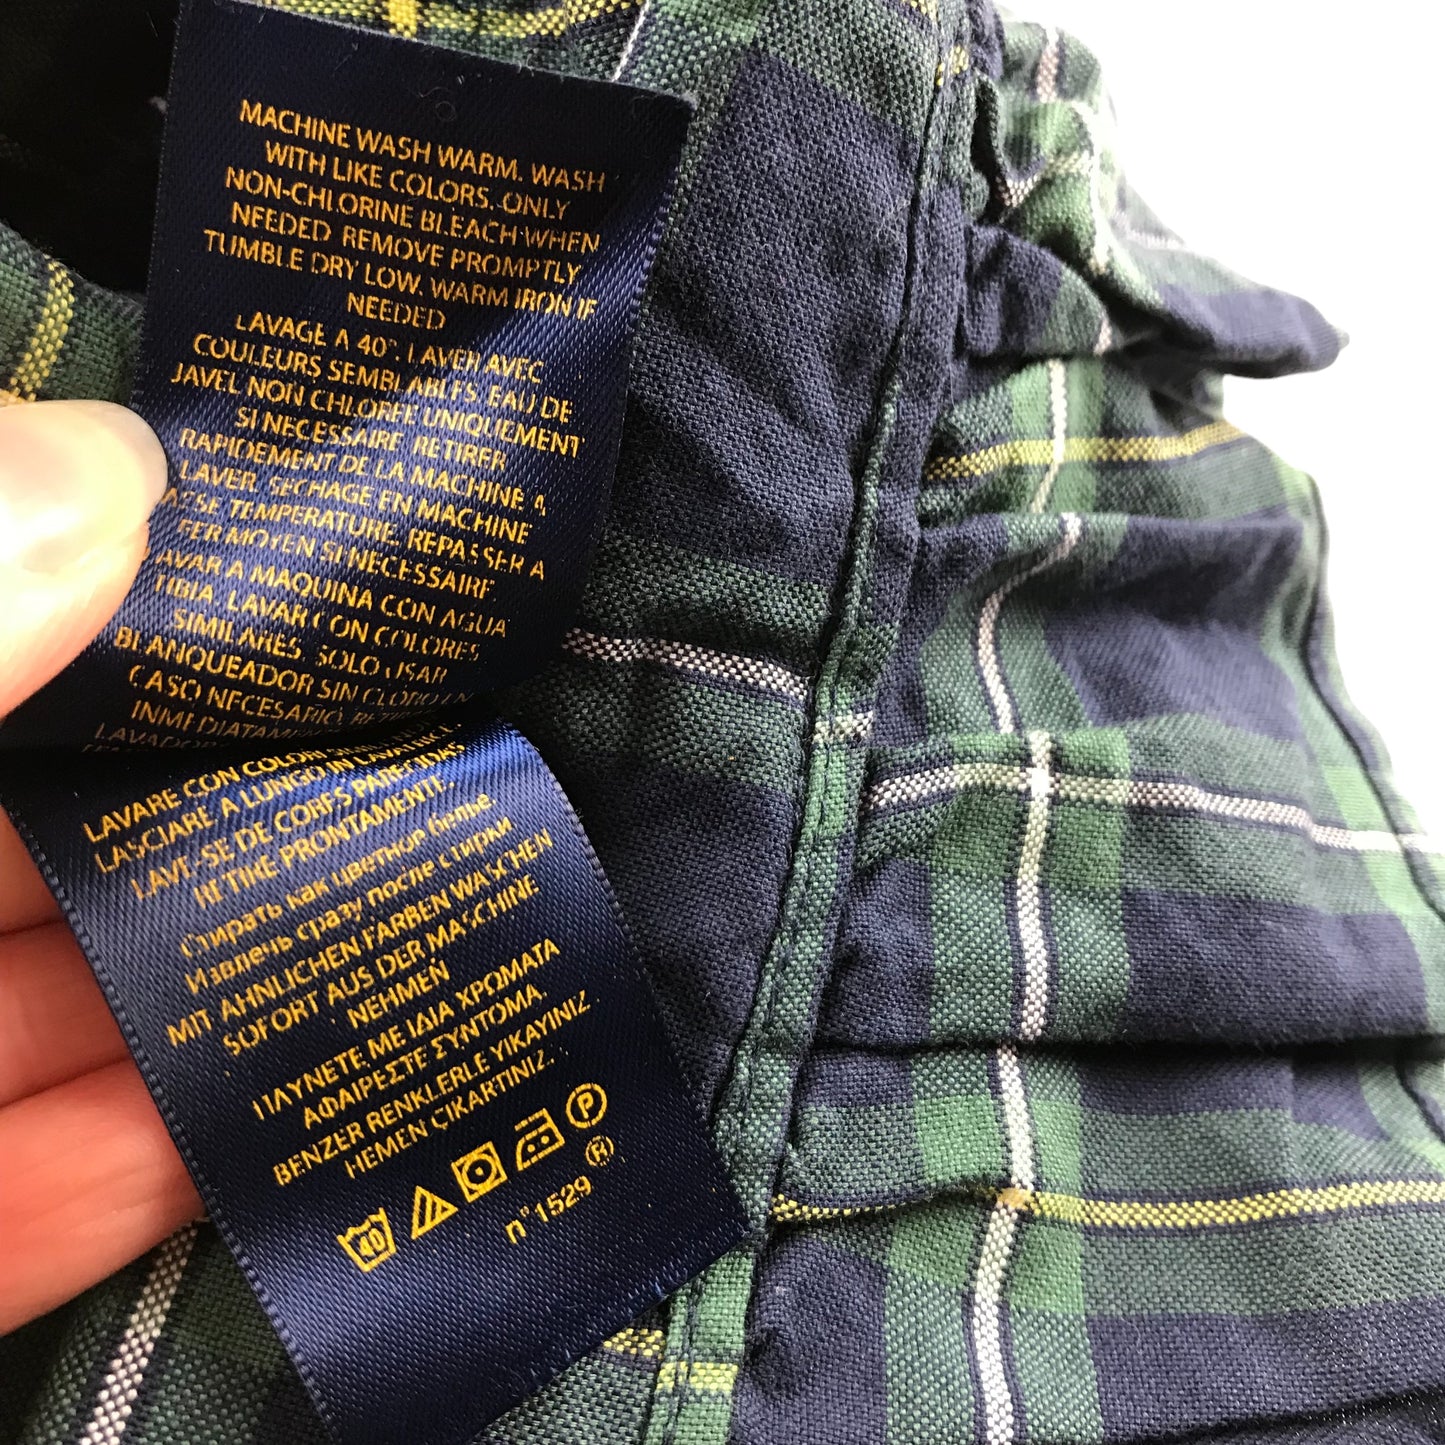 MACHINE WASH WARM. WASH
WITH LIKE COLORS. ONLY
NON-CHLORINE BLEACH WHEN
NEEDED. REMOVE PROMPTLY
TUMBLE DRY LOW. WARM IRON IF
NEEDED
LAVAGE A 40°. LAVER AVEC
COULEURS SEMBLABLES. EAU DE
JAVEL NON CHLOREE UNIQUEMENT
SI NECESSAIRE. RETIRER
RAPIDEMENT DE LA MACHINE A
LAVER. SECHAGE EN MACHINE
TEMPERATURE. REPASSER A
FER MOYEN SI NECESSAIRE
LAVAR A MAQUINA CON AGUA
TIBIA. LAVAR CON COLORES
SIMILARES. SOLO USAR
BLANQUEADOR SIN CLORO EN
CASO NECESARIO.
LAVARE CON COLORI
LASCIARE A LUNGO IN LAVATRICE.
LAVE-SE DE CORES PARECIDAS
RETIRE PRONTAMENTE.
Стирать как цветное белье.
Извлечь сразу после стирки
MIT AHNLICHEN FARBEN WASCHEN
SOFORT AUS DER MASCHINE
NEHMEN
ΠΛΥΝΕΤΕ ΜΕ ΙΔΙΑ ΧΡΩΜΑΤΑ
ΑΦΑΙΡΕΣΤΕ ΣΥΝΤΟΜΑ.
BENZER RENKLERLE YIKAYINIZ
HEMEN ÇIKARTINIZ.
40 P
n°1529 ®